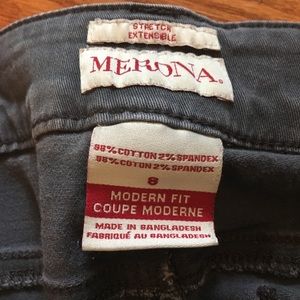 STRETCH
EXTENSIBLE
MERONA®
98% COTTON 2% SPANDEX
98% COTON 2% SPANDEX
8
MODERN FIT
COUPE MODERNE
MADE IN BANGLADESH
FABRIQUÉ AU BANGLADESH